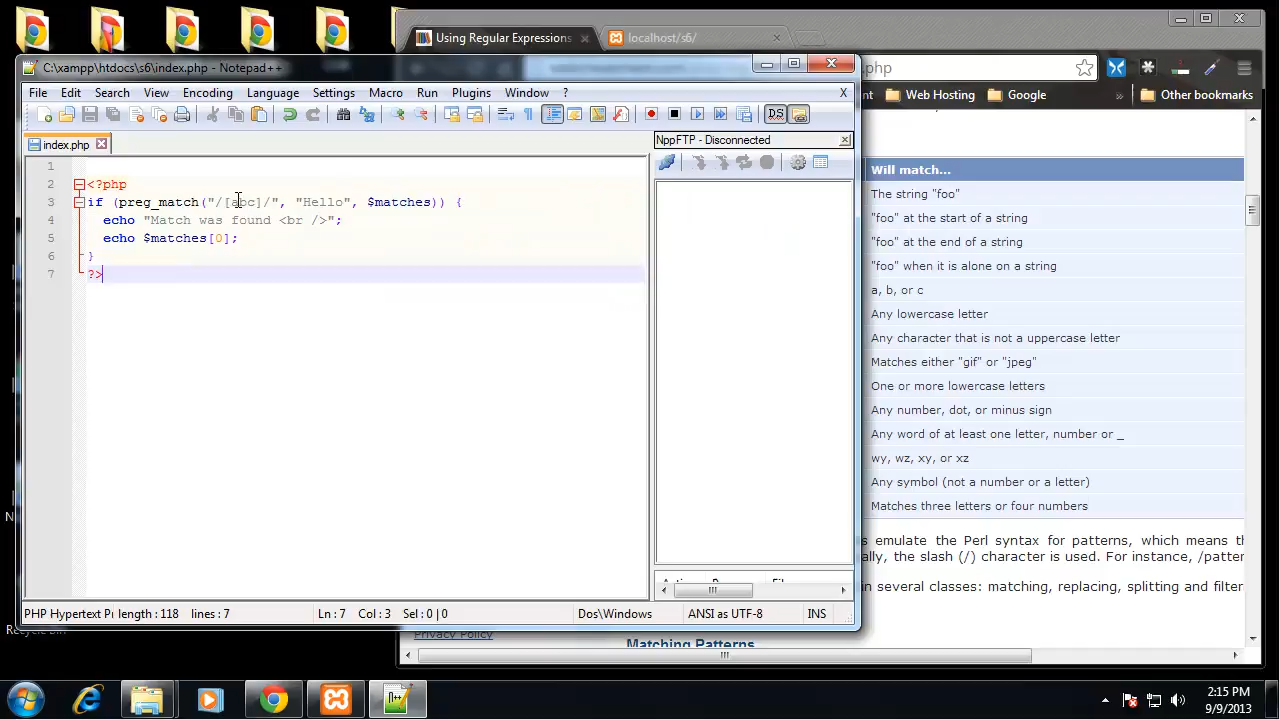 Using Regular Expressions
localhost/s6/
C:\xampp\htdocs\s6\index.php - Notepad++
.php
File Edit Search View Encoding Language Settings Macro Run Plugins Window ? X
Web Hosting Google » Other bookmarks
index.php
NppFTP - Disconnected
1
2 <?php
3 if (preg_match("/[abc]/", "Hello", $matches)) {
4 echo "Match was found <br />";
5 echo $matches[0];
6 }
7 ?>
Will match...
The string "foo"
"foo" at the start of a string
"foo" at the end of a string
"foo" when it is alone on a string
a, b, or c
Any lowercase letter
Any character that is not a uppercase letter
Matches either "gif" or "jpeg"
One or more lowercase letters
Any number, dot, or minus sign
Any word of at least one letter, number or _
wy, wz, xy, or xz
Any symbol (not a number or a letter)
Matches three letters or four numbers
s emulate the Perl syntax for patterns, which means th
ally, the slash (/) character is used. For instance, /patter
in several classes: matching, replacing, splitting and filter
PHP Hypertext Pr length : 118 lines : 7 Ln : 7 Col : 3 Sel : 0 | 0 Dos\Windows ANSI as UTF-8 INS
Privacy Policy
Matching Patterns
2:15 PM
9/9/2013